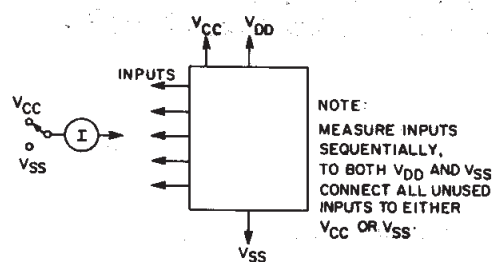 VCC VDD
INPUTS
VCC
I
VSS
NOTE:
MEASURE INPUTS
SEQUENTIALLY,
TO BOTH VDD AND VSS
CONNECT ALL UNUSED
INPUTS TO EITHER
VCC OR VSS.
VSS